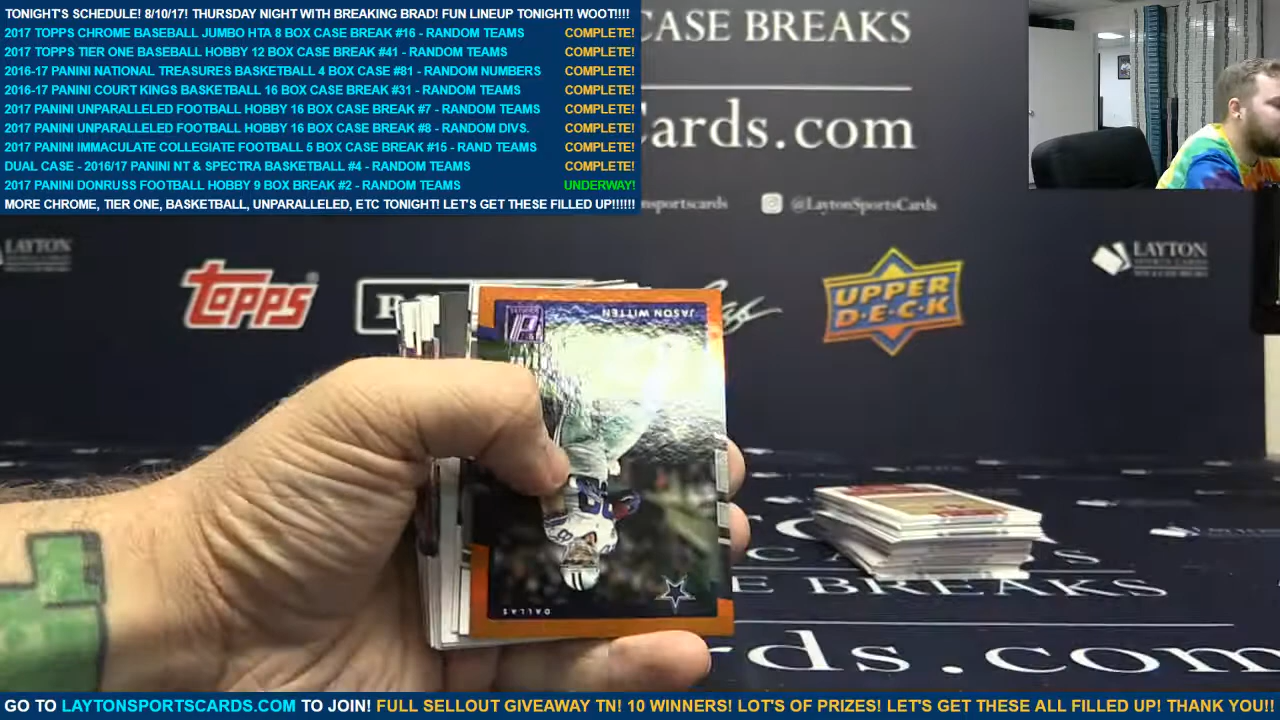 TONIGHT'S SCHEDULE! 8/10/17! THURSDAY NIGHT WITH BREAKING BRAD! FUN LINEUP TONIGHT! WOOT!!!!
2017 TOPPS CHROME BASEBALL JUMBO HTA 8 BOX CASE BREAK #16 - RANDOM TEAMS COMPLETE!
2017 TOPPS TIER ONE BASEBALL HOBBY 12 BOX CASE BREAK #41 - RANDOM TEAMS COMPLETE!
2016-17 PANINI NATIONAL TREASURES BASKETBALL 4 BOX CASE #81 - RANDOM NUMBERS COMPLETE!
2016-17 PANINI COURT KINGS BASKETBALL 16 BOX CASE BREAK #31 - RANDOM TEAMS COMPLETE!
2017 PANINI UNPARALLELED FOOTBALL HOBBY 16 BOX CASE BREAK #7 - RANDOM TEAMS COMPLETE!
2017 PANINI UNPARALLELED FOOTBALL HOBBY 16 BOX CASE BREAK #8 - RANDOM DIVS. COMPLETE!
2017 PANINI IMMACULATE COLLEGIATE FOOTBALL 5 BOX CASE BREAK #15 - RAND TEAMS COMPLETE!
DUAL CASE - 2016/17 PANINI NT & SPECTRA BASKETBALL #4 - RANDOM TEAMS COMPLETE!
2017 PANINI DONRUSS FOOTBALL HOBBY 9 BOX BREAK #2 - RANDOM TEAMS UNDERWAY!
MORE CHROME, TIER ONE, BASKETBALL, UNPARALLELED, ETC TONIGHT! LET'S GET THESE FILLED UP!!!!!!
CASE BREAKS
Cards.com
nsportscards @LaytonSportsCards
LAYTON
SPORTS CARDS
LAYTON
SPORTS CARDS
TOPPS
UPPER
D·E·C·K
JASON WITTEN
DALLAS
E BREAKS
rds.com
GO TO LAYTONSPORTSCARDS.COM TO JOIN! FULL SELLOUT GIVEAWAY TN! 10 WINNERS! LOT'S OF PRIZES! LET'S GET THESE ALL FILLED UP! THANK YOU!!